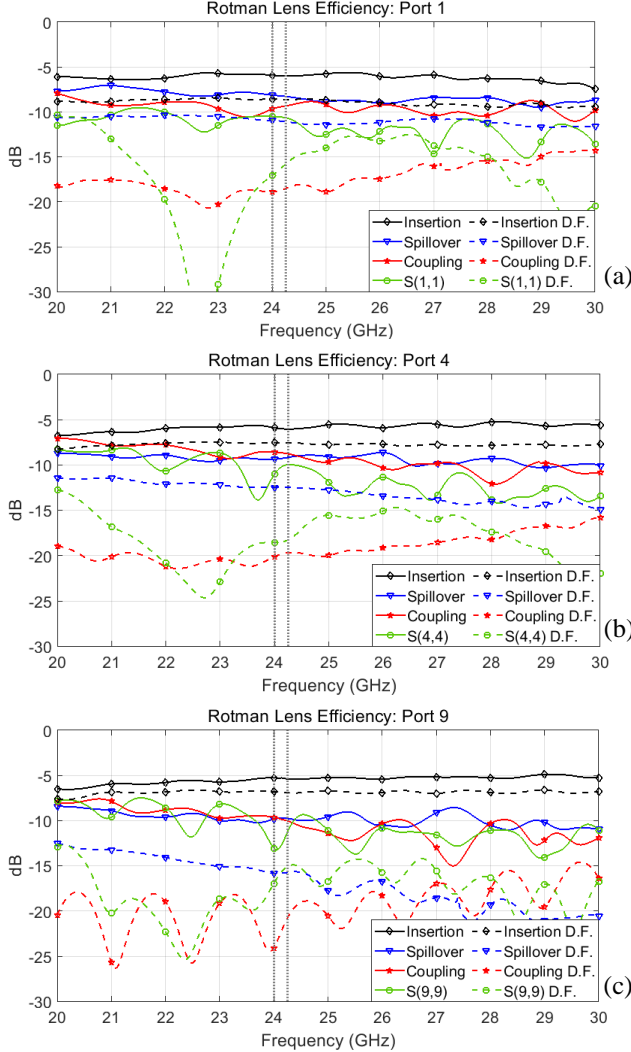 Rotman Lens Efficiency: Port 1
0
-5
-10
-15
-20
-25
-30
dB
20 21 22 23 24 25 26 27 28 29 30
Frequency (GHz)
Insertion Insertion D.F.
Spillover Spillover D.F.
Coupling Coupling D.F.
S(1,1) S(1,1) D.F.
(a)
Rotman Lens Efficiency: Port 4
0
-5
-10
-15
-20
-25
-30
dB
20 21 22 23 24 25 26 27 28 29 30
Frequency (GHz)
Insertion Insertion D.F.
Spillover Spillover D.F.
Coupling Coupling D.F.
S(4,4) S(4,4) D.F.
(b)
Rotman Lens Efficiency: Port 9
0
-5
-10
-15
-20
-25
-30
dB
20 21 22 23 24 25 26 27 28 29 30
Frequency (GHz)
Insertion Insertion D.F.
Spillover Spillover D.F.
Coupling Coupling D.F.
S(9,9) S(9,9) D.F.
(c)